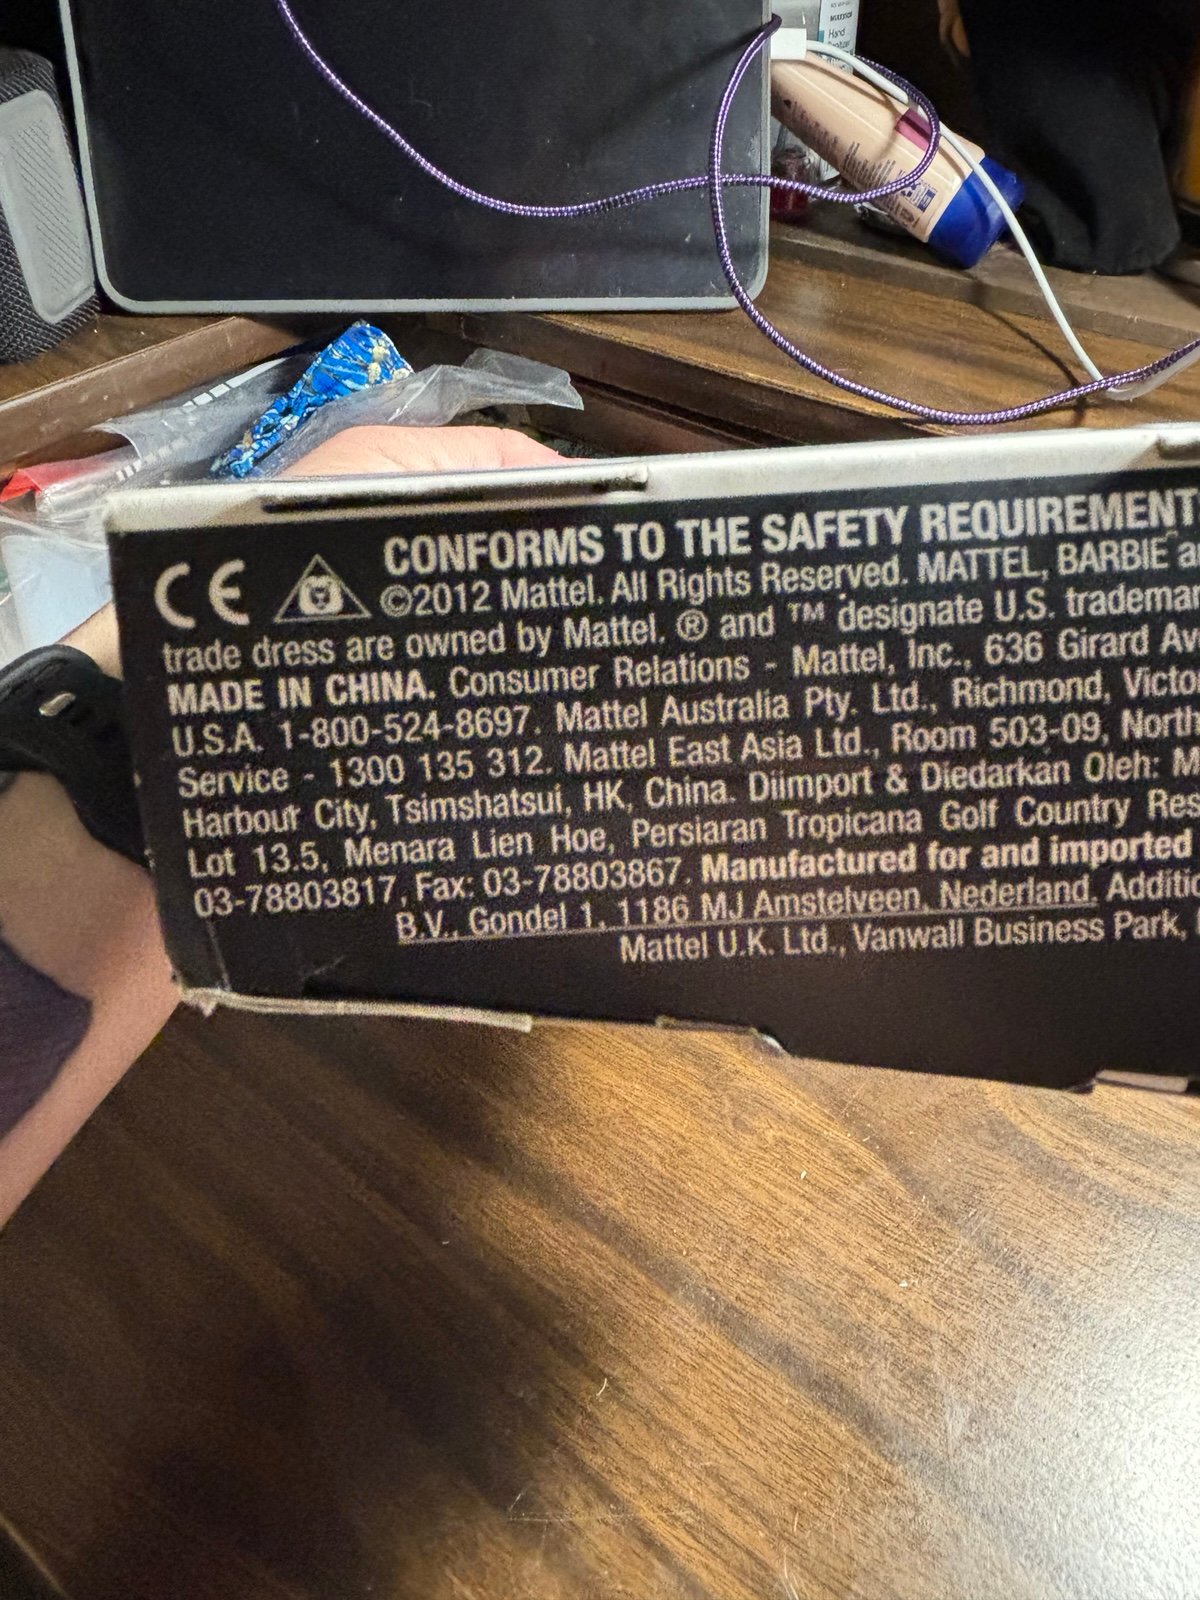 Hand
CE
CONFORMS TO THE SAFETY REQUIREMENT
©2012 Mattel. All Rights Reserved. MATTEL, BARBIE
trade dress are owned by Mattel. ® and ™ designate U.S.
MADE IN CHINA. Consumer Relations - Mattel, Inc., 636 Girard
U.S.A. 1-800-524-8697. Mattel Australia Pty. Ltd., Richmond,
Service - 1300 135 312. Mattel East Asia Ltd., Room 503-09, North
Harbour City, Tsimshatsui, HK, China. Diimport & Diedarkan Oleh:
Lot 13.5, Menara Lien Hoe, Persiaran Tropicana Golf Country
03-78803817, Fax: 03-78803867. Manufactured for and imported
B.V., Gondel 1, 1186 MJ Amstelveen, Nederland.
Mattel U.K. Ltd., Vanwall Business Park,